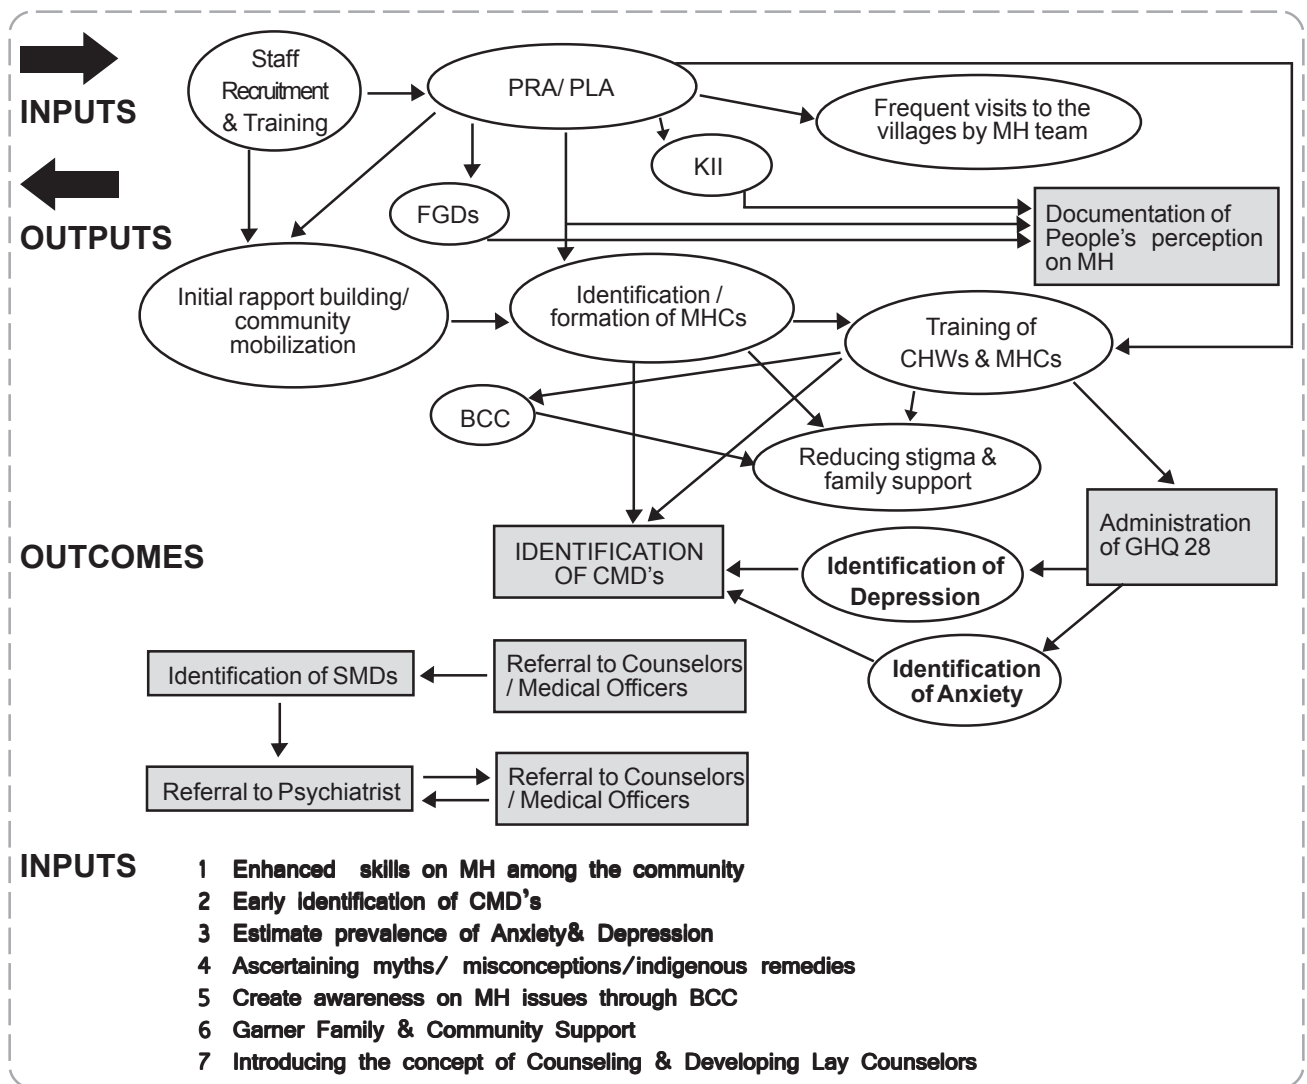 INPUTS
OUTPUTS
Staff
Recruitment
& Training
PRA/ PLA
Frequent visits to the
villages by MH team
KII
FGDs
Documentation of
People's perception
on MH
Initial rapport building/
community
mobilization
Identification /
formation of MHCs
Training of
CHWs & MHCs
BCC
Reducing stigma &
family support
OUTCOMES
IDENTIFICATION
OF CMD's
Identification of
Depression
Administration
of GHQ 28
Identification
of Anxiety
Identification of SMDs
Referral to Counselors
/ Medical Officers
Referral to Psychiatrist
Referral to Counselors
/ Medical Officers
INPUTS
1 Enhanced skills on MH among the community
2 Early identification of CMD's
3 Estimate prevalence of Anxiety& Depression
4 Ascertaining myths/ misconceptions/indigenous remedies
5 Create awareness on MH issues through BCC
6 Garner Family & Community Support
7 Introducing the concept of Counseling & Developing Lay Counselors